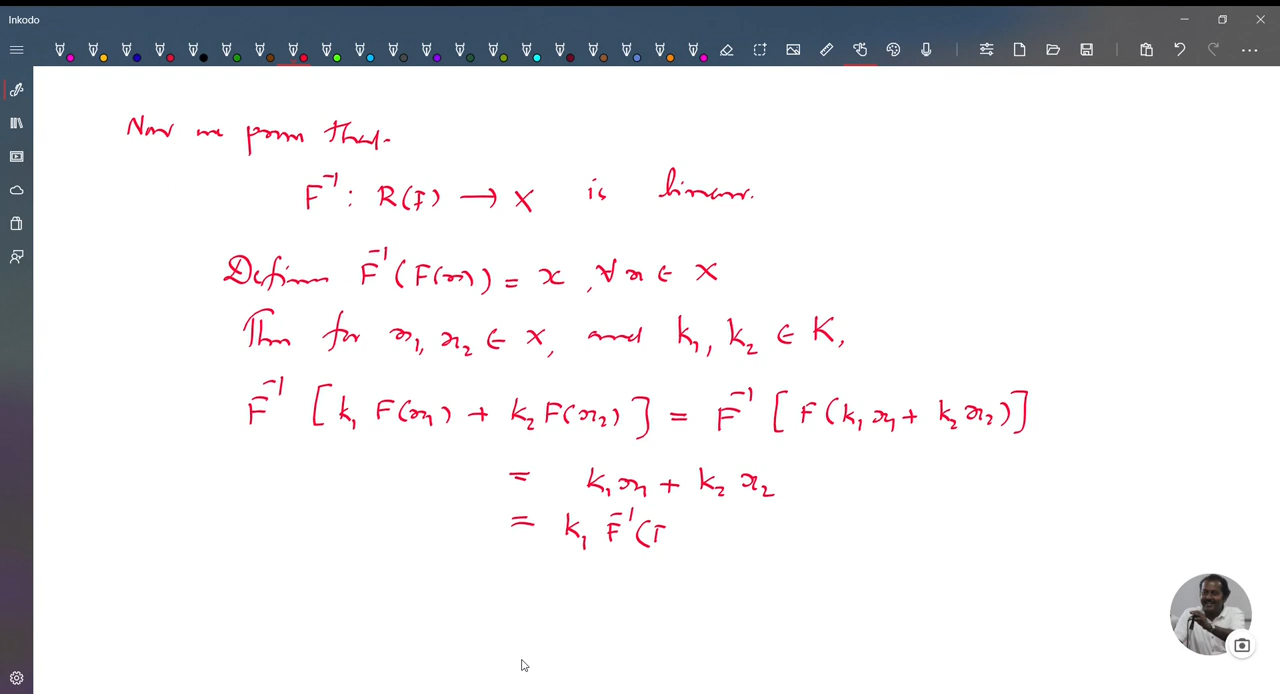 Inkodo
Now we prove that
F⁻¹ : R(F) → X is linear.
Define F⁻¹(F(x)) = x, ∀ x ∈ X
Then for x₁, x₂ ∈ X, and k₁, k₂ ∈ K,
F⁻¹ [k₁ F(x₁) + k₂ F(x₂)] = F⁻¹ [F(k₁x₁ + k₂x₂)]
= k₁x₁ + k₂ x₂
= k₁ F⁻¹(F